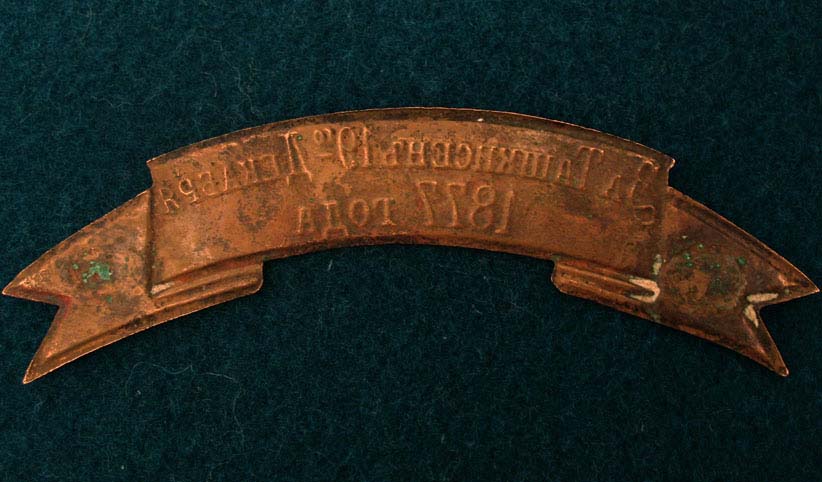 За Ташкисенъ 19го Декабря
1877 года